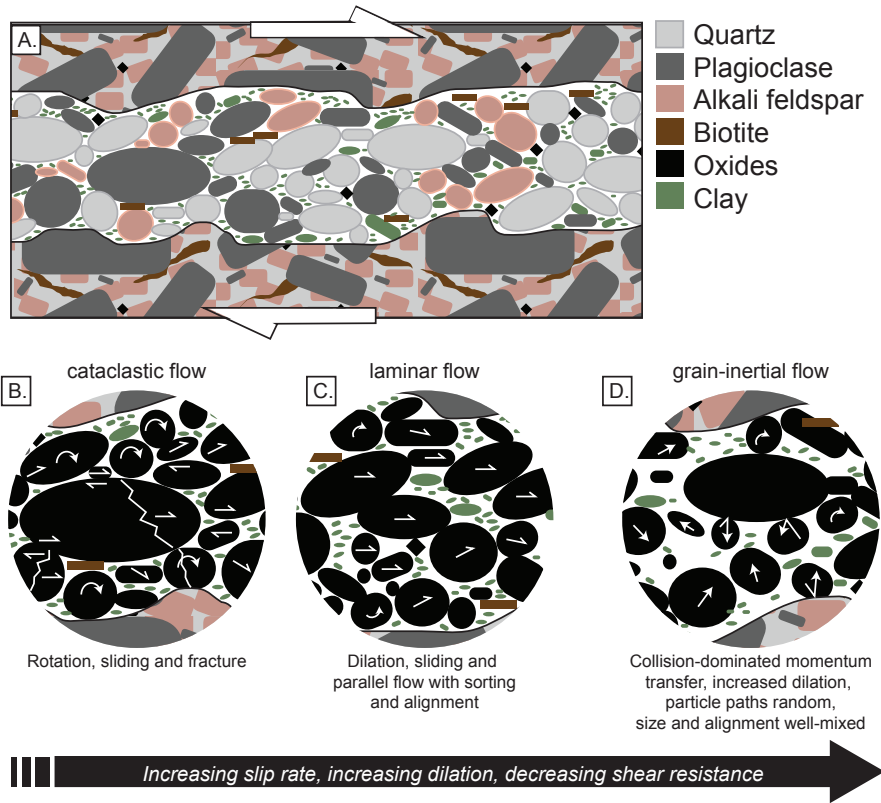 A.
Quartz
Plagioclase
Alkali feldspar
Biotite
Oxides
Clay
B.
cataclastic flow
Rotation, sliding and fracture
C.
laminar flow
Dilation, sliding and
parallel flow with sorting
and alignment
D.
grain-inertial flow
Collision-dominated momentum
transfer, increased dilation,
particle paths random,
size and alignment well-mixed
Increasing slip rate, increasing dilation, decreasing shear resistance